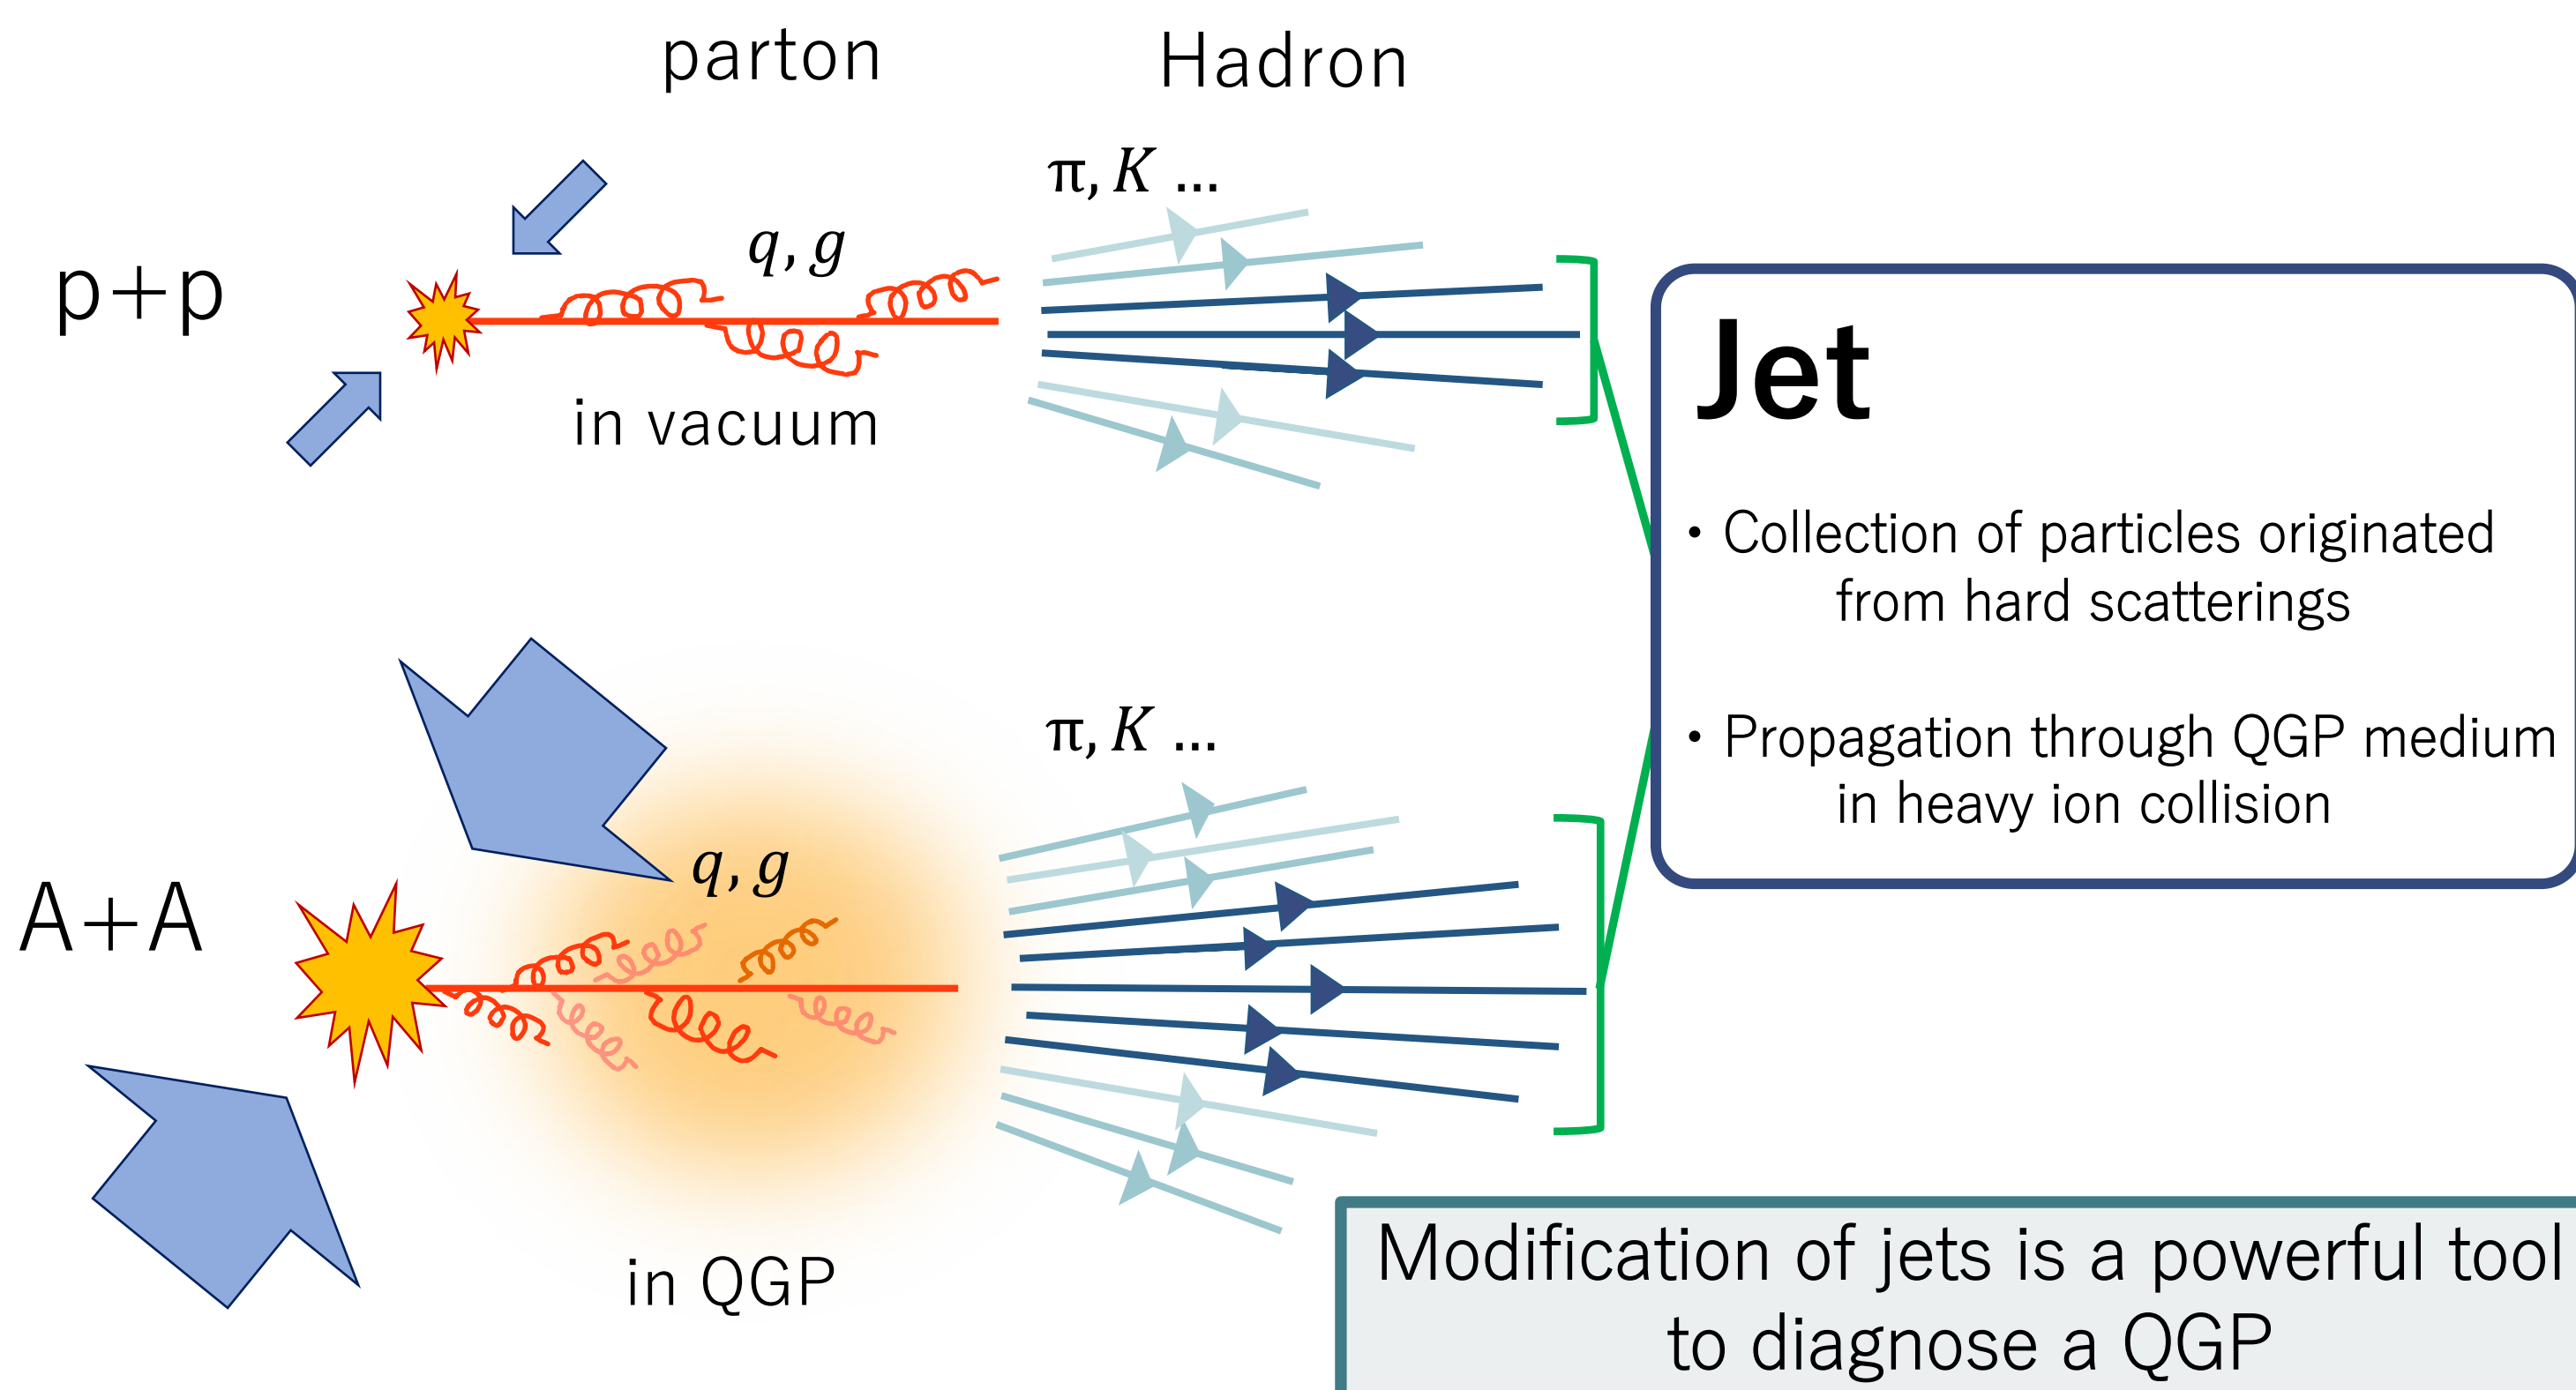 parton
Hadron
π, K ...
q, g
p+p
in vacuum
Jet
・Collection of particles originated
from hard scatterings
・Propagation through QGP medium
in heavy ion collision
π, K ...
q, g
A+A
in QGP
Modification of jets is a powerful tool
to diagnose a QGP